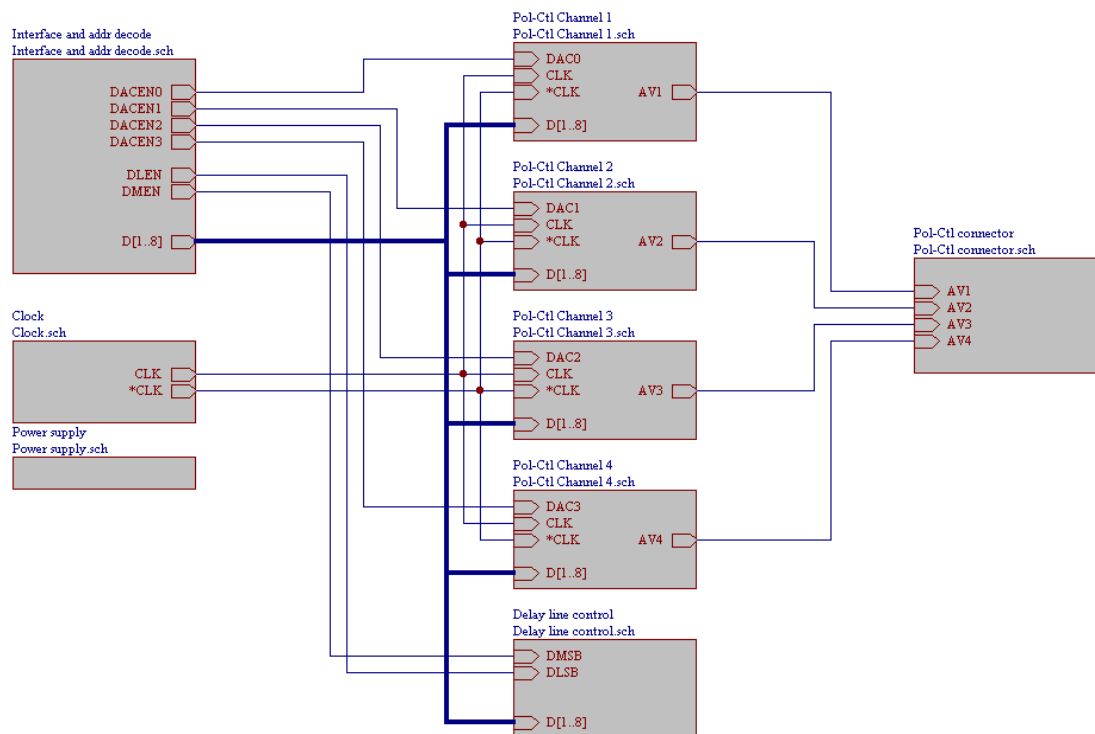 Interface and addr decode
Interface and addr decode.sch
DACEN0
DACEN1
DACEN2
DACEN3
DLEN
DMEN
D[1..8]
Clock
Clock.sch
CLK
*CLK
Power supply
Power supply.sch
Pol-Ctl Channel 1
Pol-Ctl Channel 1.sch
DAC0
CLK
*CLK
AV1
D[1..8]
Pol-Ctl Channel 2
Pol-Ctl Channel 2.sch
DAC1
CLK
*CLK
AV2
D[1..8]
Pol-Ctl Channel 3
Pol-Ctl Channel 3.sch
DAC2
CLK
*CLK
AV3
D[1..8]
Pol-Ctl Channel 4
Pol-Ctl Channel 4.sch
DAC3
CLK
*CLK
AV4
D[1..8]
Delay line control
Delay line control.sch
DMSB
DLSB
D[1..8]
Pol-Ctl connector
Pol-Ctl connector.sch
AV1
AV2
AV3
AV4